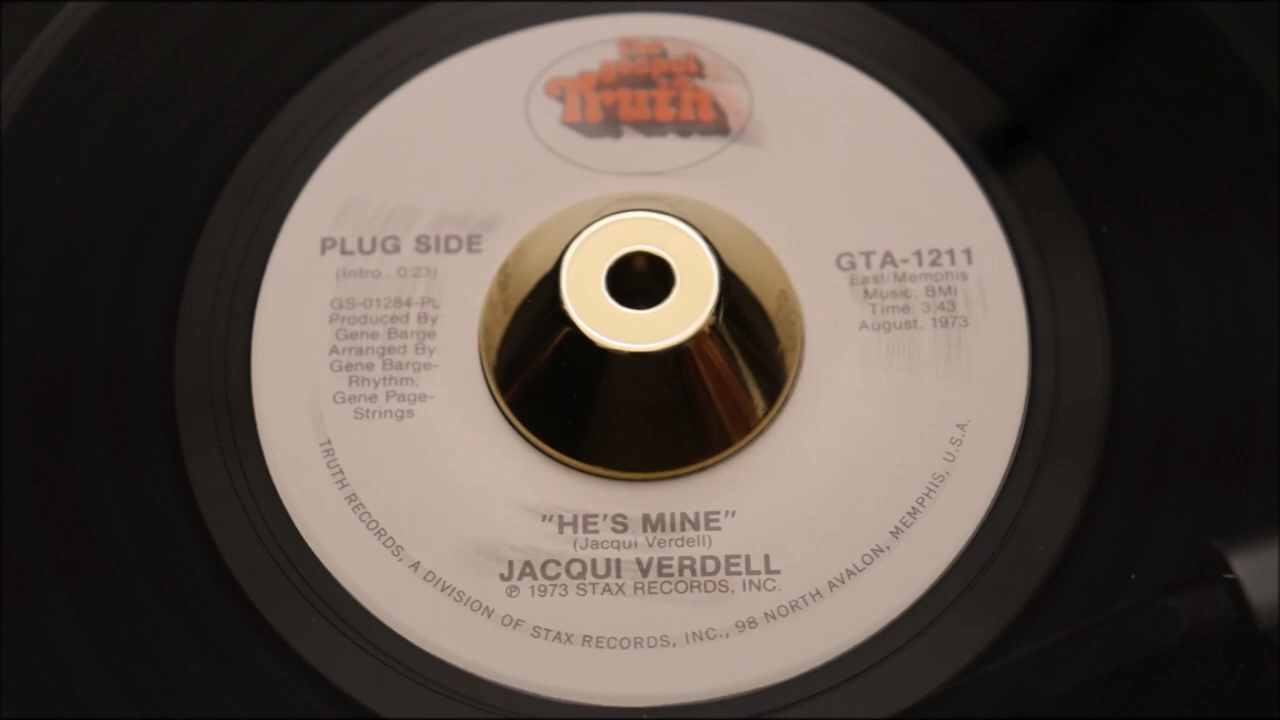 The
Gospel
Truth
PLUG SIDE
(Intro.. 0:23)
GS-01284-PL
Produced By:
Gene Barge
Arranged By:
Gene Barge-
Rhythm;
Gene Page-
Strings
GTA-1211
East/Memphis
Music. BMI
Time: 3:43
August, 1973
"HE'S MINE"
(Jacqui Verdell)
JACQUI VERDELL
℗ 1973 STAX RECORDS, INC.
TRUTH RECORDS, A DIVISION OF STAX RECORDS, INC., 98 NORTH AVALON, MEMPHIS, U.S.A.